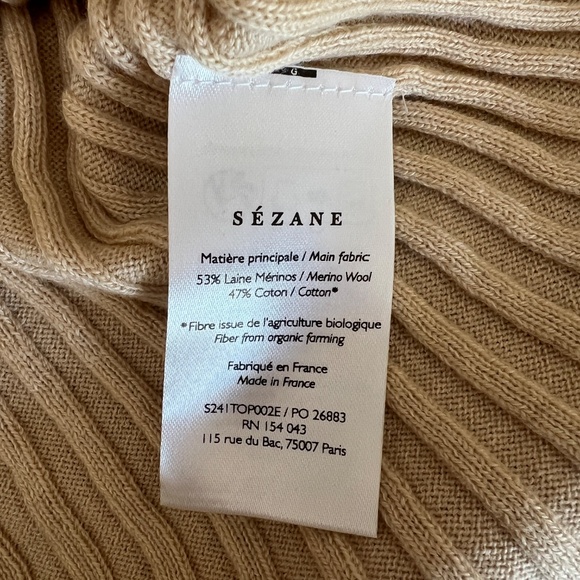 G
SÉZANE
Matière principale / Main fabric:
53% Laine Mérinos / Merino Wool
47% Coton / Cotton*
*Fibre issue de l'agriculture biologique
Fiber from organic farming
Fabriqué en France
Made in France
S241TOP002E / PO 26883
RN 154 043
115 rue du Bac, 75007 Paris